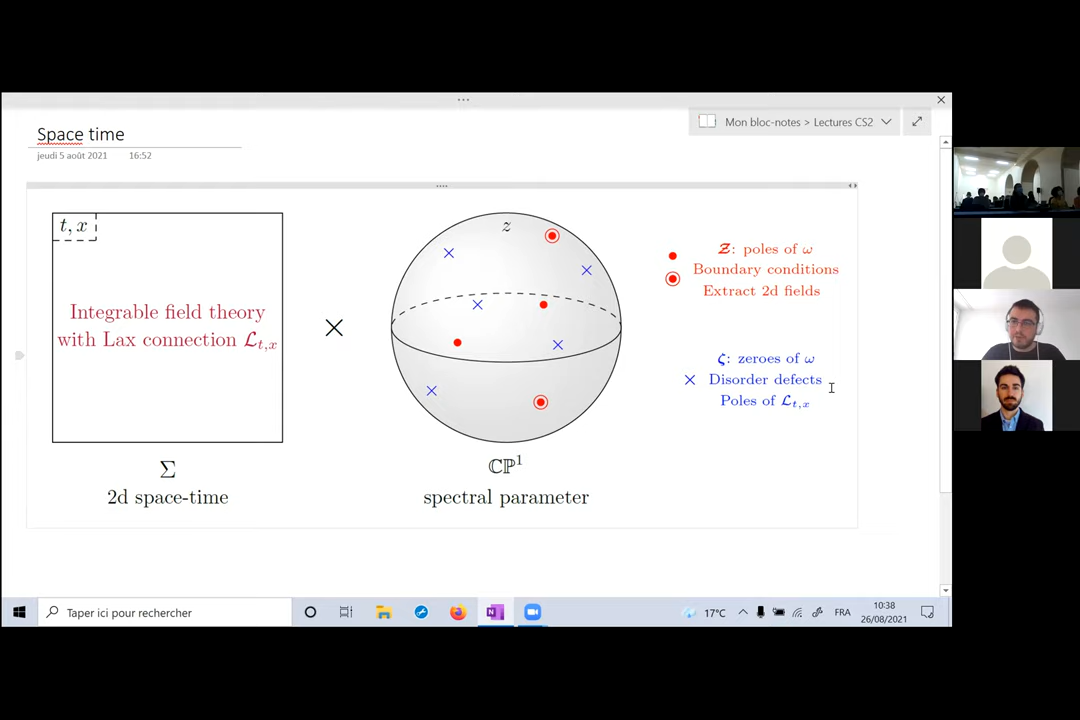 Space time
jeudi 5 août 2021 16:52
Mon bloc-notes > Lectures CS2
t, x
Integrable field theory
with Lax connection ℒ_{t,x}
Σ
2d space-time
×
z
ℂℙ¹
spectral parameter
𝒵: poles of ω
Boundary conditions
Extract 2d fields
ζ: zeroes of ω
Disorder defects
Poles of ℒ_{t,x}
Taper ici pour rechercher
17°C
FRA
10:38
26/08/2021